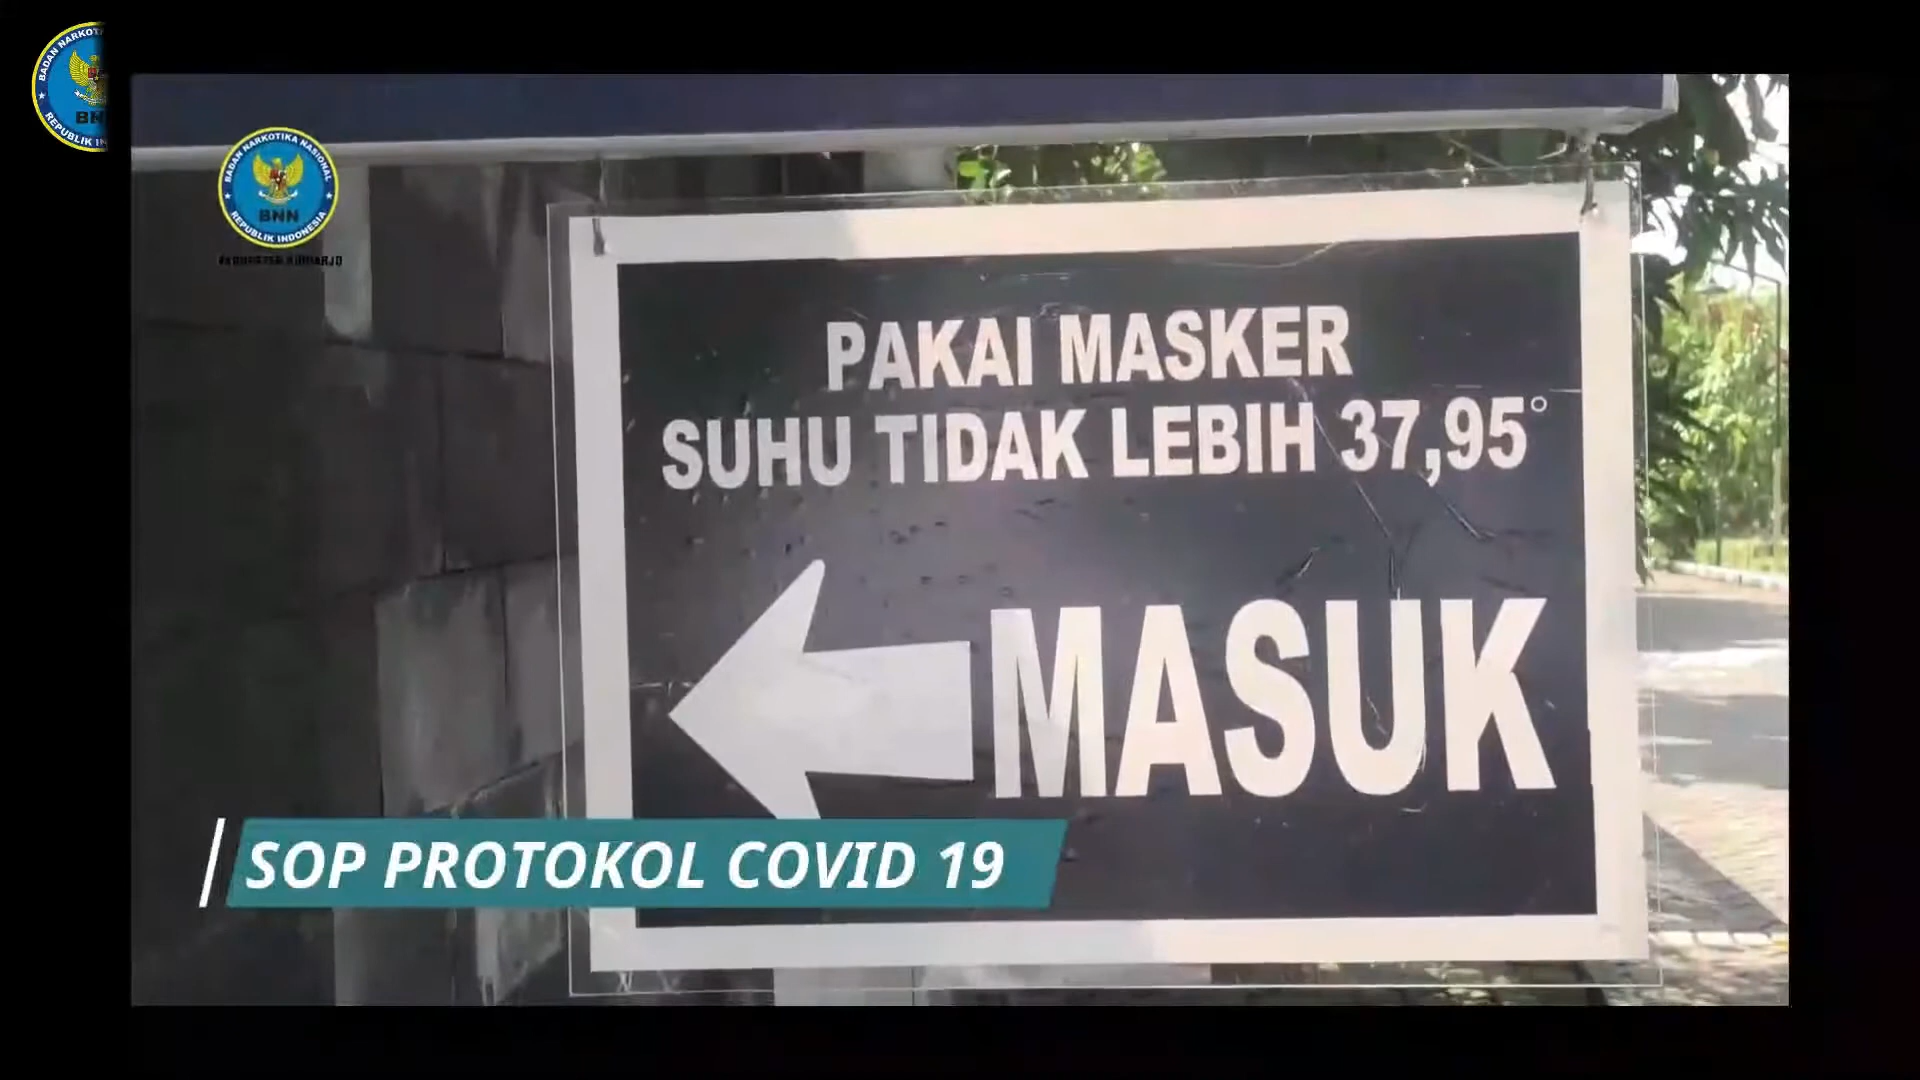 BADAN NARKOTIKA NASIONAL
BNN
REPUBLIK INDONESIA
PAKAI MASKER
SUHU TIDAK LEBIH 37,95°
MASUK
SOP PROTOKOL COVID 19